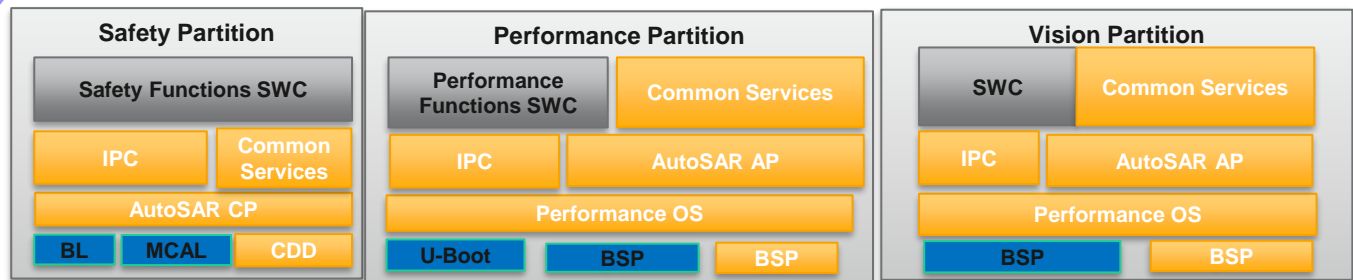 Safety Partition
Safety Functions SWC
IPC
Common
Services
AutoSAR CP
BL
MCAL
CDD
Performance Partition
Performance
Functions SWC
Common Services
IPC
AutoSAR AP
Performance OS
U-Boot
BSP
BSP
Vision Partition
SWC
Common Services
IPC
AutoSAR AP
Performance OS
BSP
BSP